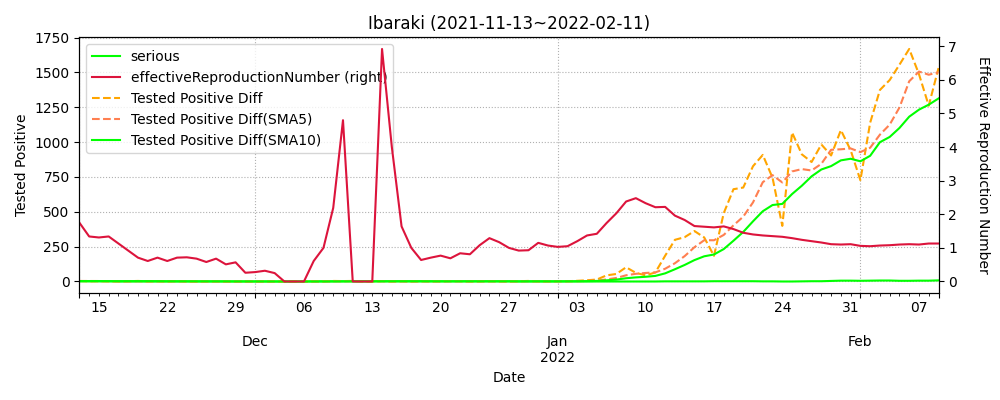 Ibaraki (2021-11-13~2022-02-11)
serious
effectiveReproductionNumber (right)
Tested Positive Diff
Tested Positive Diff(SMA5)
Tested Positive Diff(SMA10)
Tested Positive
1750
1500
1250
1000
750
500
250
0
Effective Reproduction Number
7
6
5
4
3
2
1
0
15 22 29 06 13 20 27 03 10 17 24 31 07
Dec Jan Feb
2022
Date